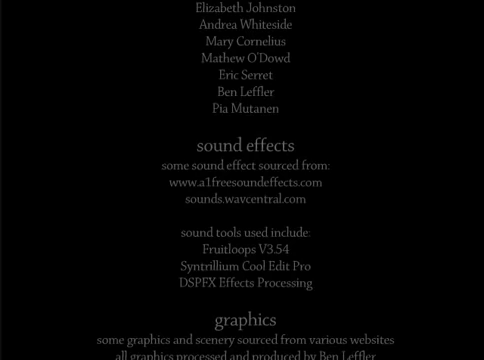 Elizabeth Johnston
Andrea Whiteside
Mary Cornelius
Mathew O'Dowd
Eric Serret
Ben Leffler
Pia Mutanen
sound effects
some sound effect sourced from:
www.a1freesoundeffects.com
sounds.wavcentral.com
sound tools used include:
Fruitloops V3.54
Syntrillium Cool Edit Pro
DSPFX Effects Processing
graphics
some graphics and scenery sourced from various websites
all graphics processed and produced by Ben Leffler